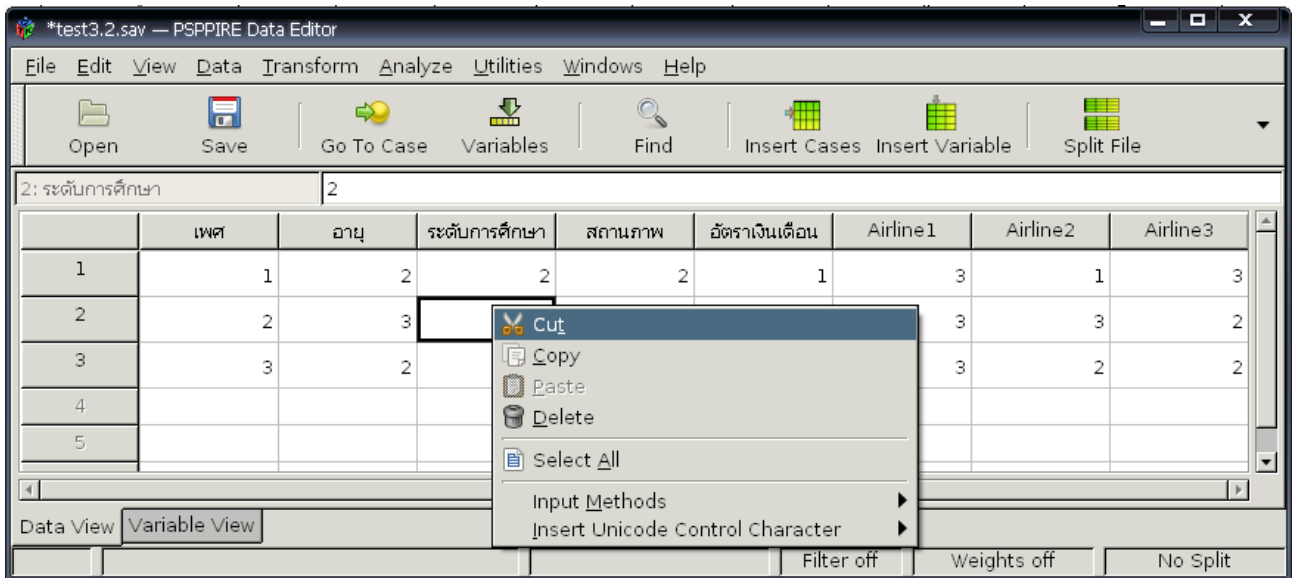 *test3.2.sav — PSPPIRE Data Editor
File Edit View Data Transform Analyze Utilities Windows Help
Open Save Go To Case Variables Find Insert Cases Insert Variable Split File
2: ระดับการศึกษา 2
เพศ อายุ ระดับการศึกษา สถานภาพ อัตราเงินเดือน Airline1 Airline2 Airline3
1 1 2 2 2 1 3 1 3
2 2 3 3 3 2
3 3 2 3 2 2
4
5
Cut
Copy
Paste
Delete
Select All
Input Methods
Insert Unicode Control Character
Data View Variable View
Filter off Weights off No Split